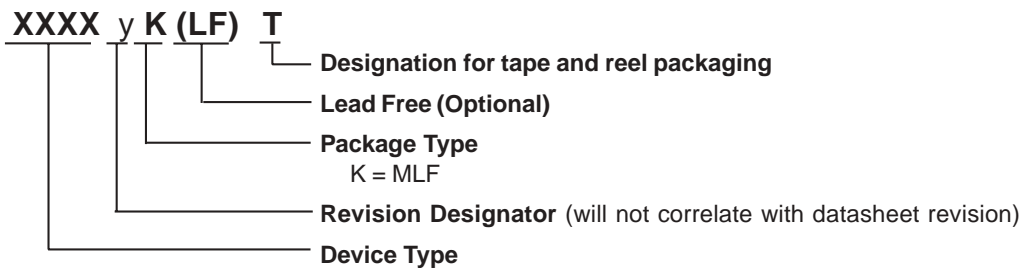 XXXX y K (LF) T
Designation for tape and reel packaging
Lead Free (Optional)
Package Type
K = MLF
Revision Designator (will not correlate with datasheet revision)
Device Type